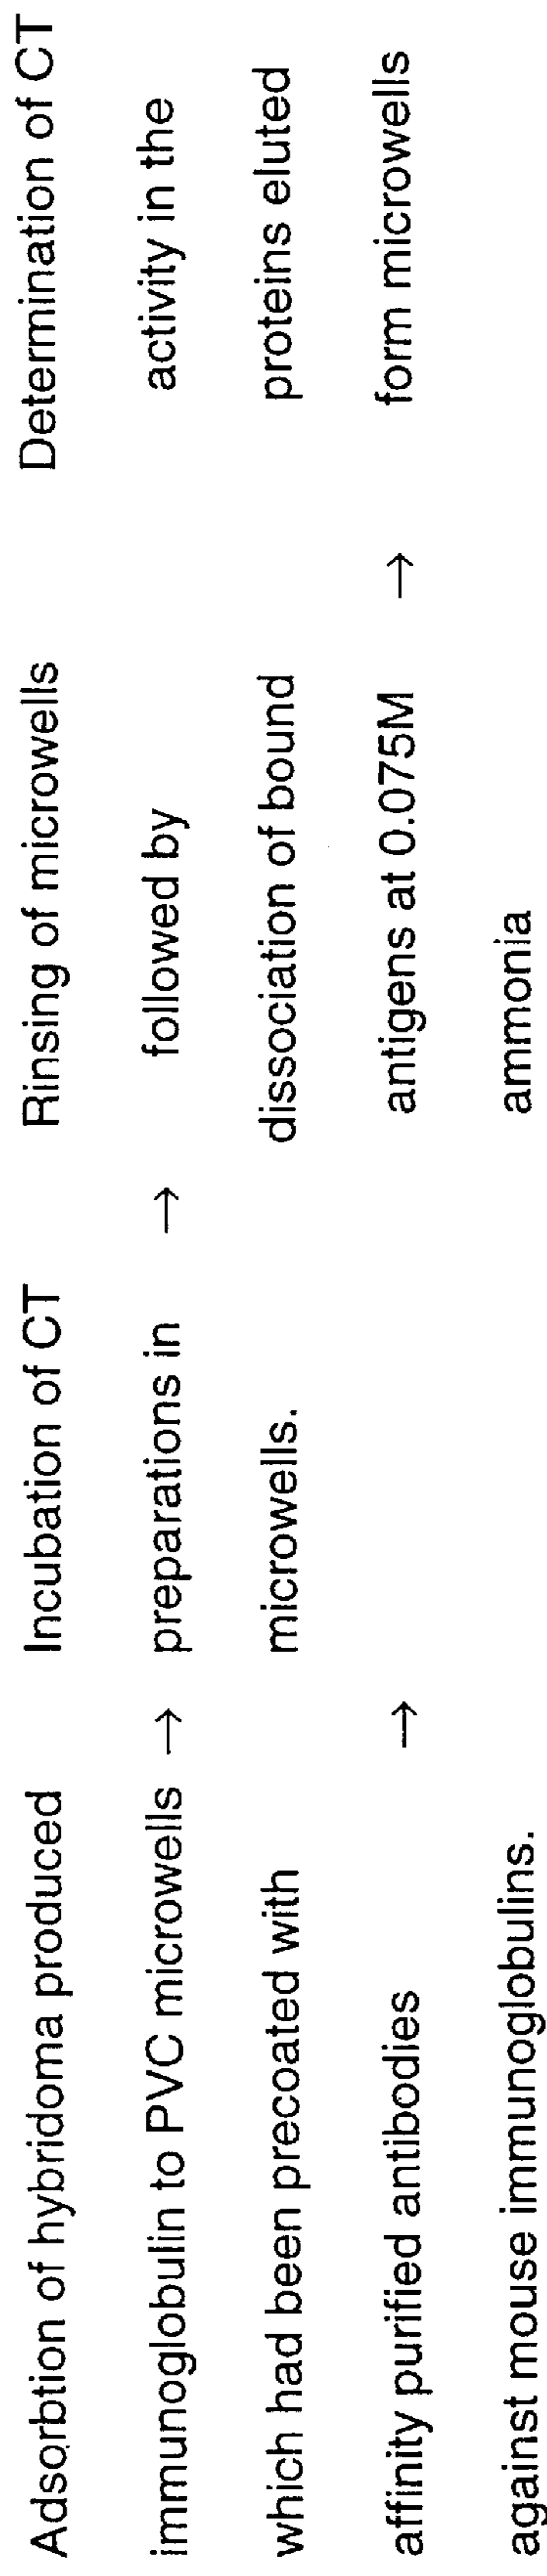 Adsorbtion of hybridoma produced
immunoglobulin to PVC microwells →
which had been precoated with
affinity purified antibodies →
against mouse immunoglobulins.
Incubation of CT
preparations in →
microwells.
Rinsing of microwells
followed by
dissociation of bound
antigens at 0.075M →
ammonia
Determination of CT
activity in the
proteins eluted
form microwells